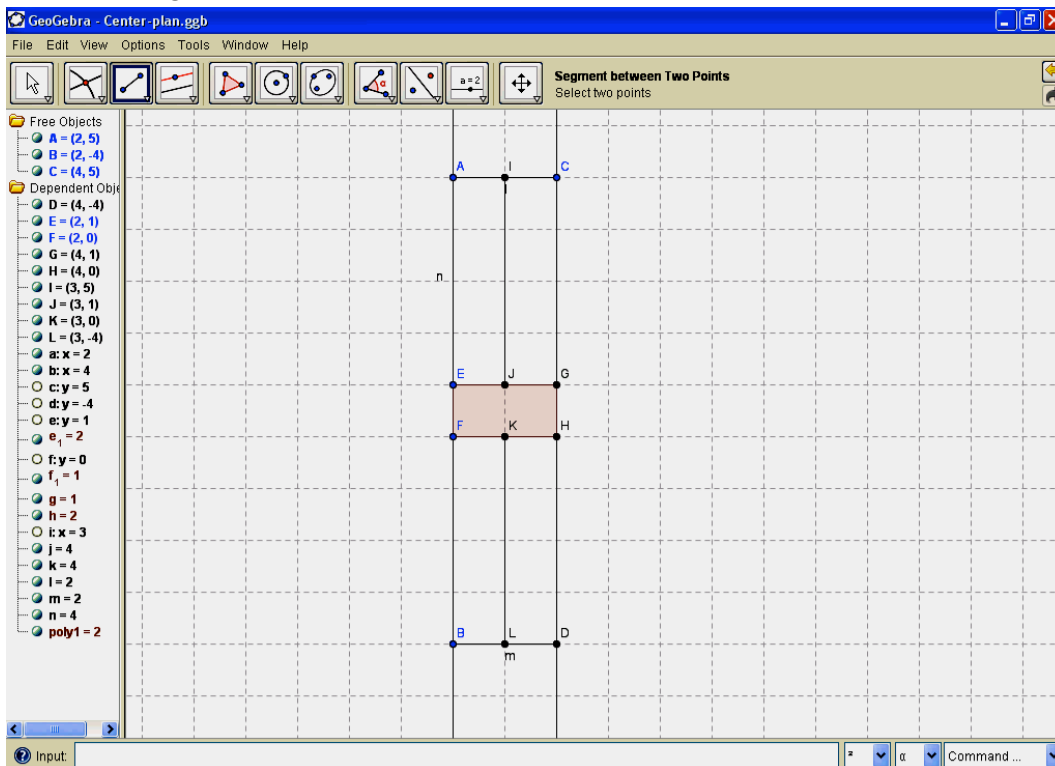 GeoGebra - Center-plan.ggb
File Edit View Options Tools Window Help
a=2
Segment between Two Points
Select two points
Free Objects
A = (2, 5)
B = (2, -4)
C = (4, 5)
Dependent Obje
D = (4, -4)
E = (2, 1)
F = (2, 0)
G = (4, 1)
H = (4, 0)
I = (3, 5)
J = (3, 1)
K = (3, 0)
L = (3, -4)
a: x = 2
b: x = 4
c: y = 5
d: y = -4
e: y = 1
e₁ = 2
f: y = 0
f₁ = 1
g = 1
h = 2
i: x = 3
j = 4
k = 4
l = 2
m = 2
n = 4
poly1 = 2
A I C
l
n
E J G
F K H
B L D
m
Input:
² α Command ...